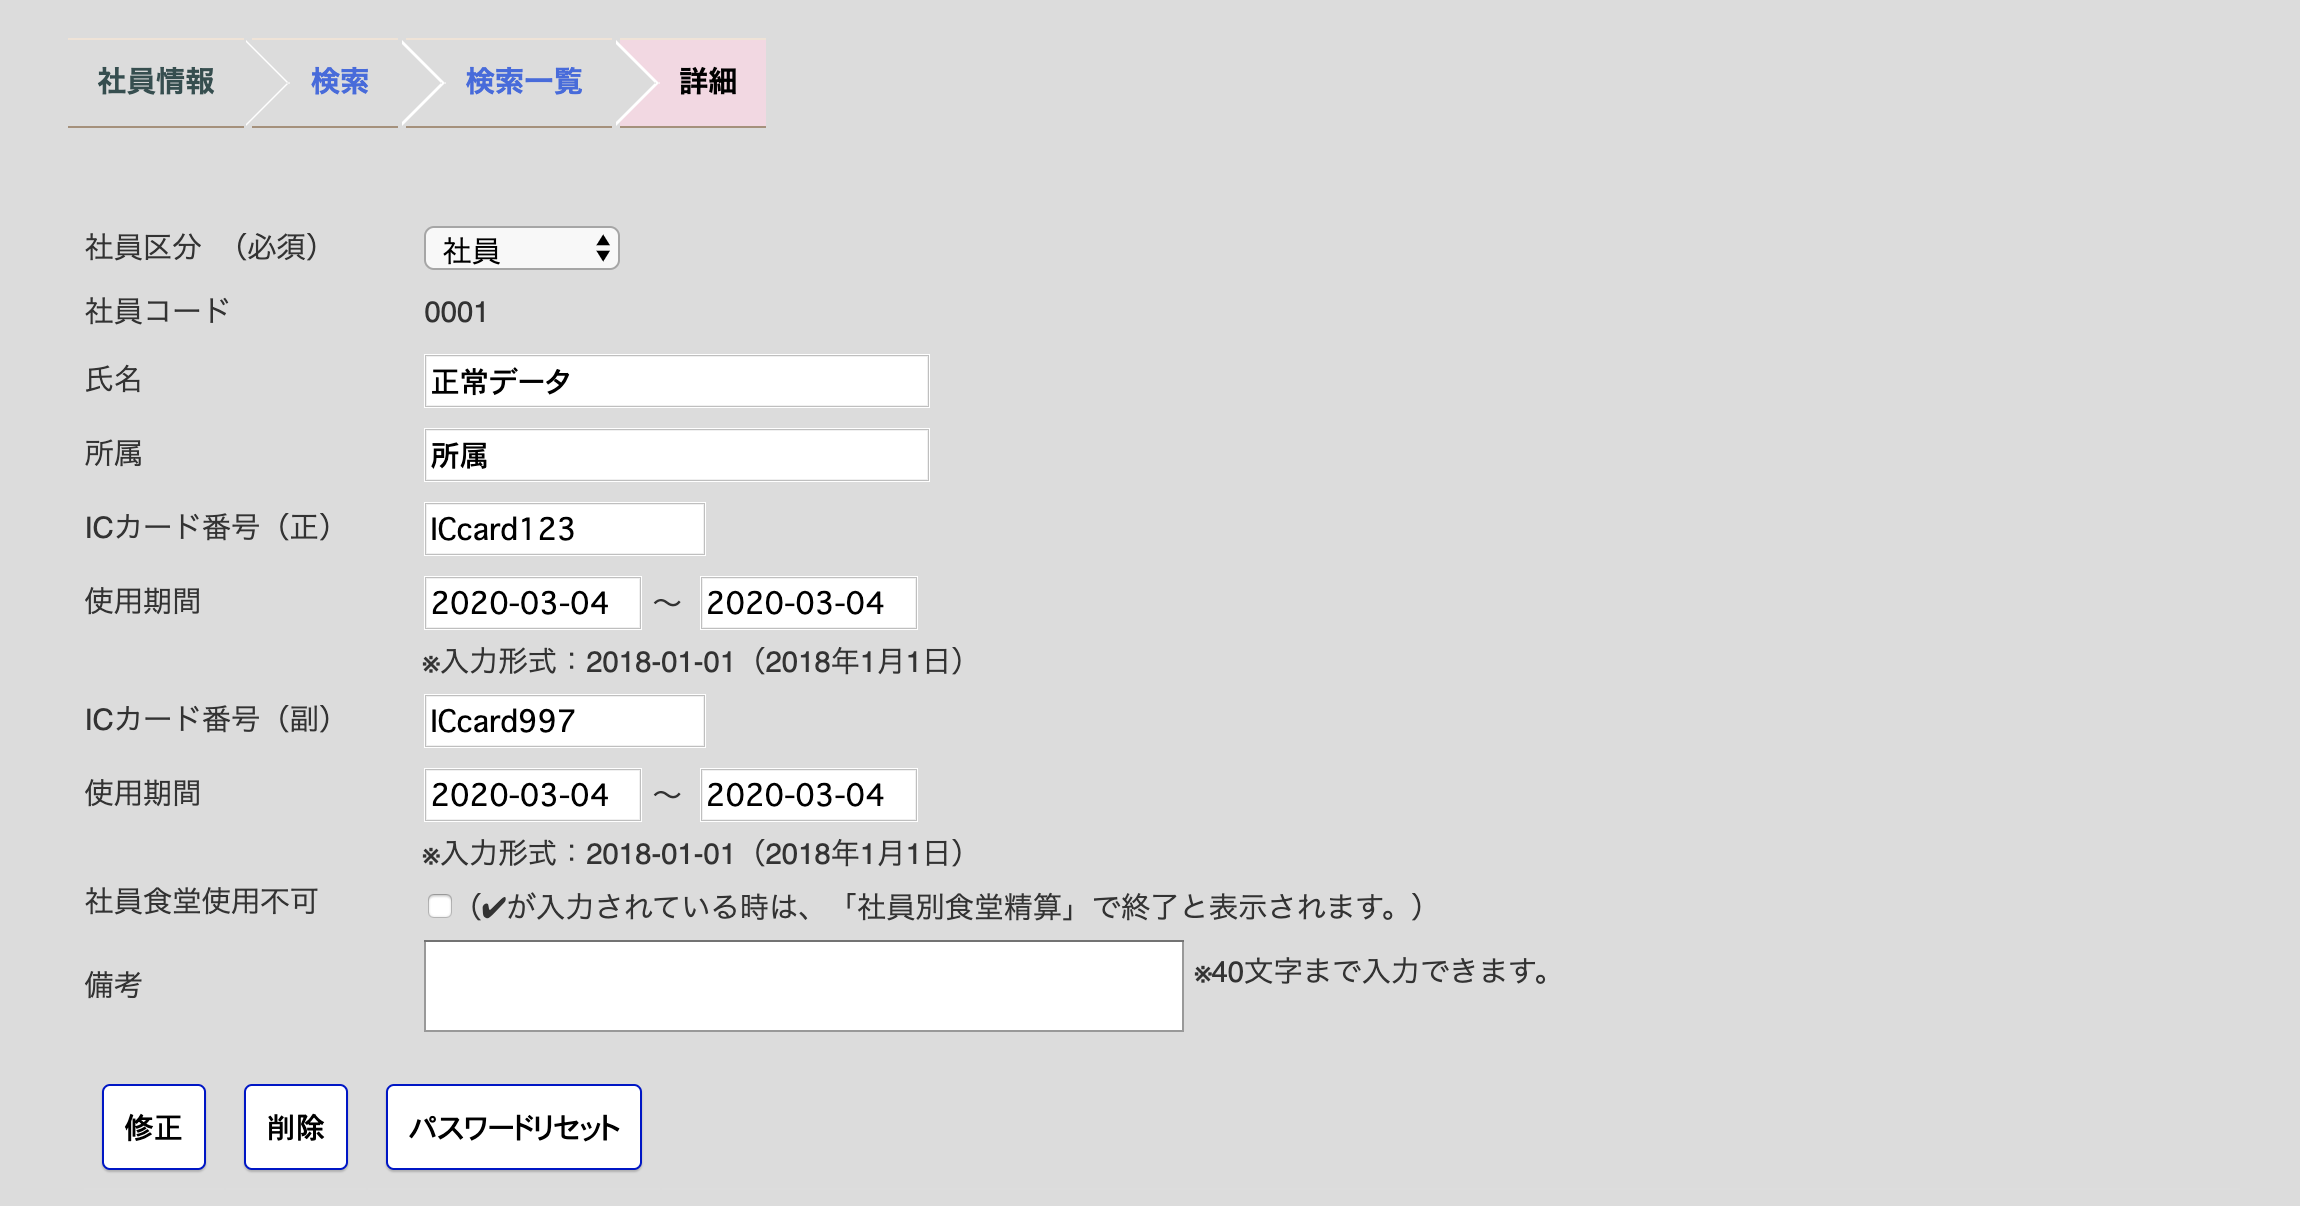 社員情報 検索 検索一覧 詳細
社員区分 （必須） 社員
社員コード 0001
氏名 正常データ
所属 所属
ICカード番号（正） ICcard123
使用期間 2020-03-04 ～ 2020-03-04
※入力形式：2018-01-01（2018年1月1日）
ICカード番号（副） ICcard997
使用期間 2020-03-04 ～ 2020-03-04
※入力形式：2018-01-01（2018年1月1日）
社員食堂使用不可 （✔が入力されている時は、「社員別食堂精算」で終了と表示されます。）
備考 ※40文字まで入力できます。
修正 削除 パスワードリセット